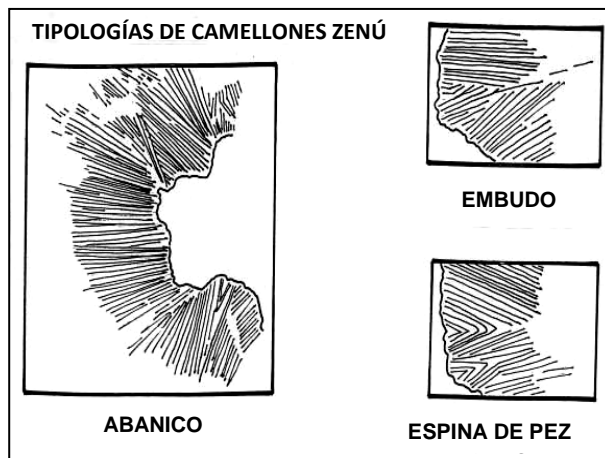 TIPOLOGÍAS DE CAMELLONES ZENÚ
ABANICO
EMBUDO
ESPINA DE PEZ